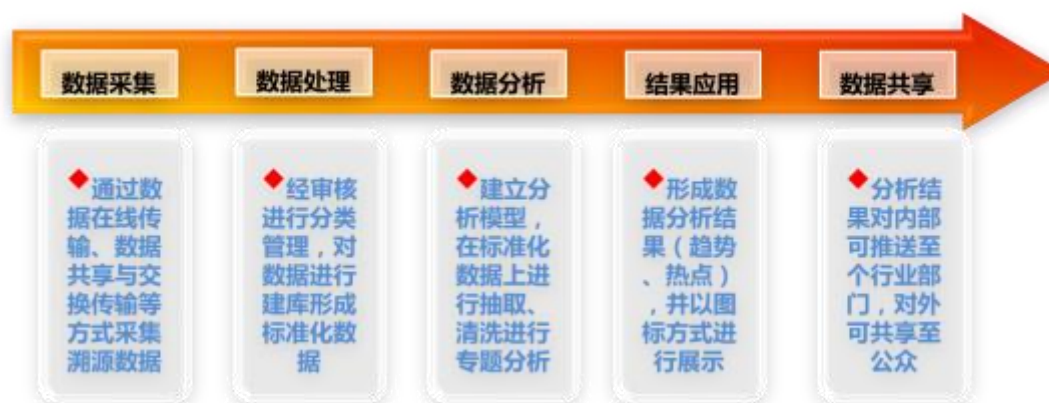 数据采集
数据处理
数据分析
结果应用
数据共享
通过数
据在线传
输、数据
共享与交
换传输等
方式采集
溯源数据
经审核
进行分类
管理，对
数据进行
建库形成
标准化数
据
建立分
析模型，
在标准化
数据上进
行抽取、
清洗进行
专题分析
形成数
据分析结
果（趋势
、热点）
，并以图
标方式进
行展示
分析结
果对内部
可推送至
个行业部
门，对外
可共享至
公众